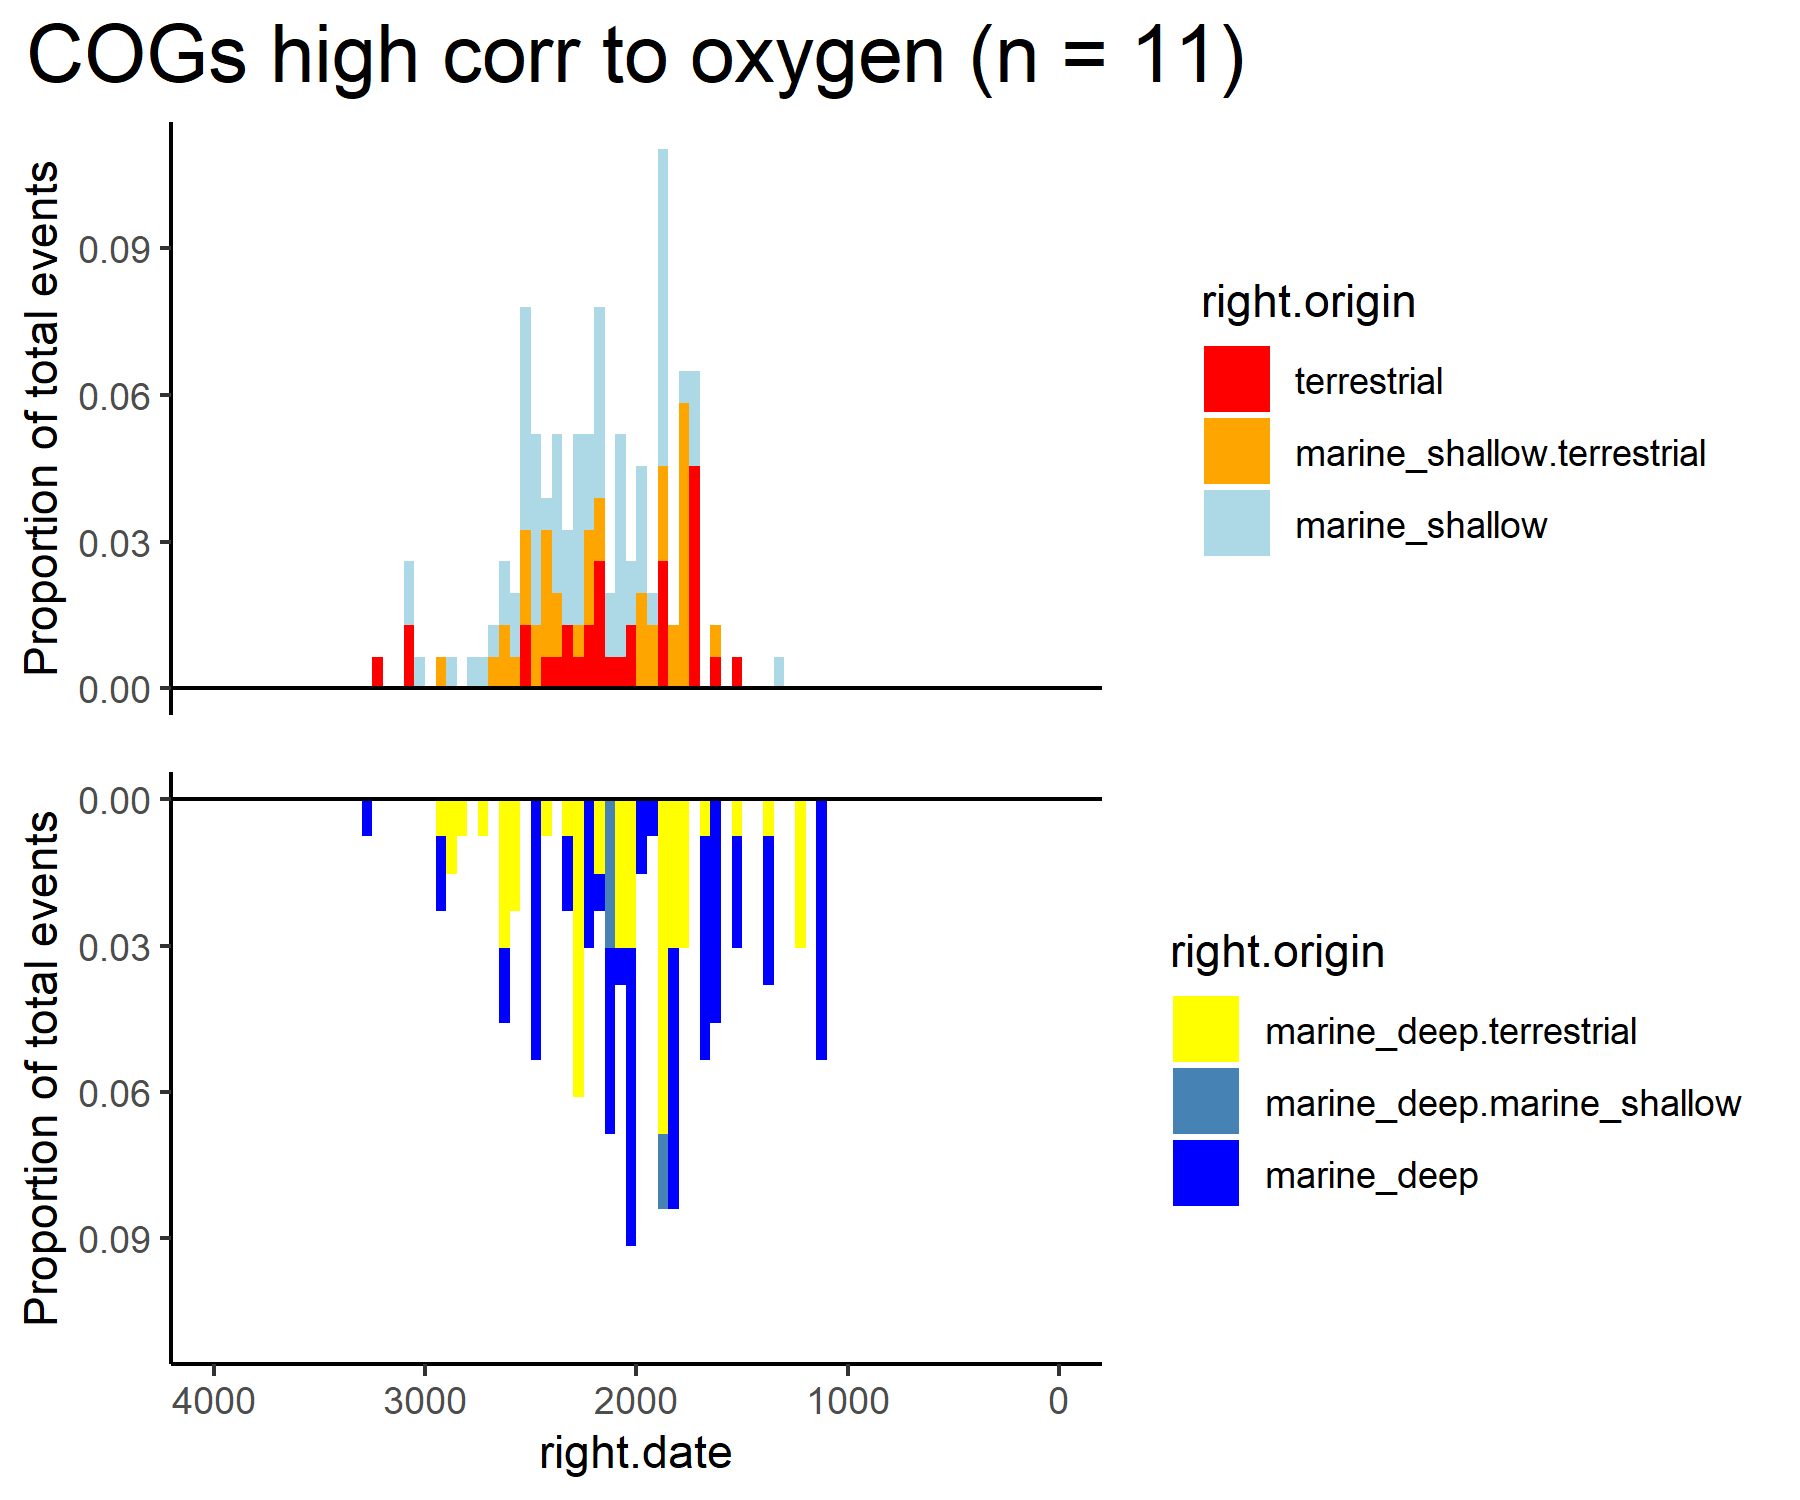 COGs high corr to oxygen (n = 11)
Proportion of total events
0.09
0.06
0.03
0.00
right.origin
terrestrial
marine_shallow.terrestrial
marine_shallow
Proportion of total events
0.00
0.03
0.06
0.09
right.origin
marine_deep.terrestrial
marine_deep.marine_shallow
marine_deep
4000 3000 2000 1000 0
right.date